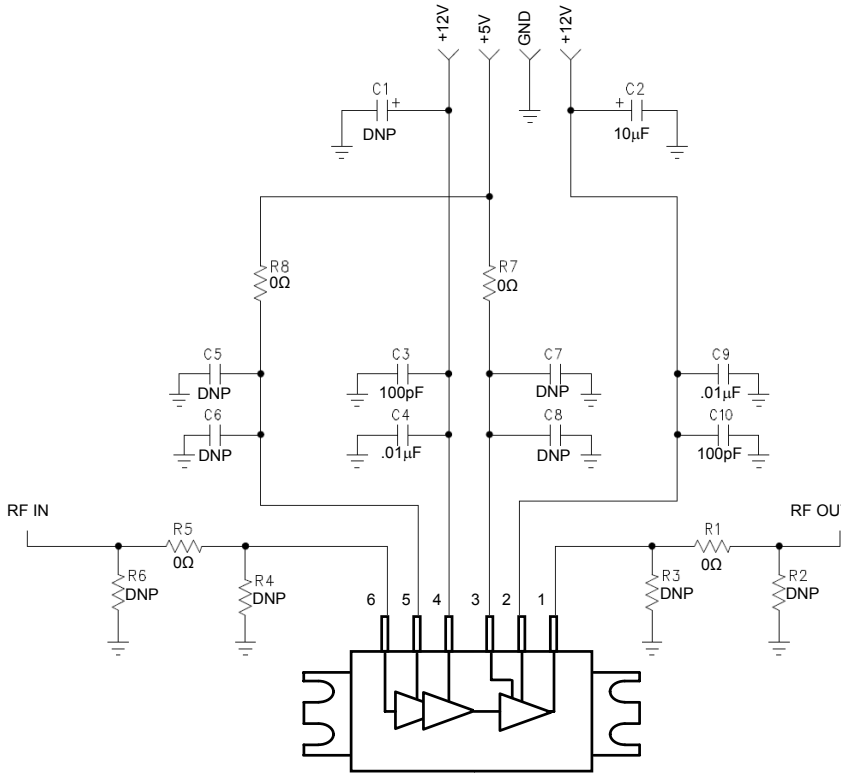 +12V
+5V
GND
+12V
C1
+
DNP
C2
+
10µF
R8
0Ω
R7
0Ω
C5
DNP
C3
100pF
C7
DNP
C9
.01µF
C6
DNP
C4
.01µF
C8
DNP
C10
100pF
RF IN
RF OU
R5
0Ω
R1
0Ω
R6
DNP
R4
DNP
R3
DNP
R2
DNP
6
5
4
3
2
1